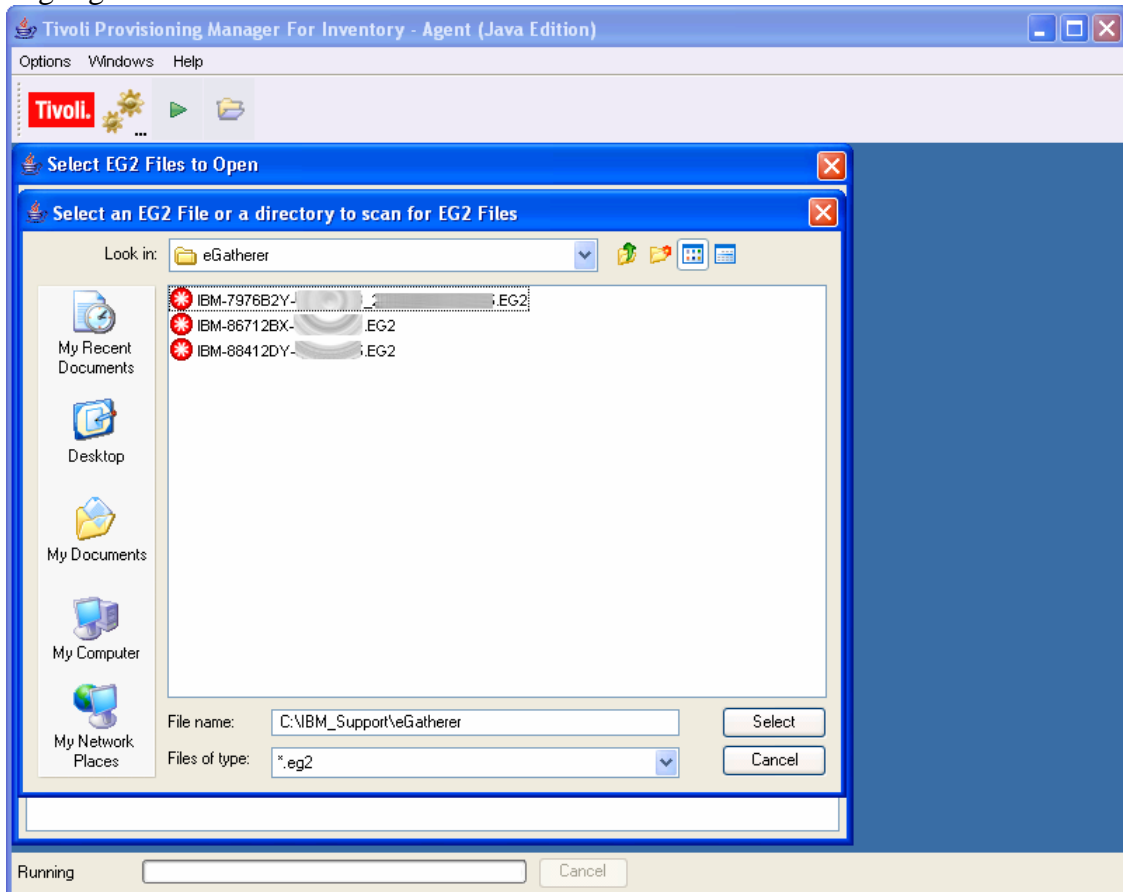 Tivoli Provisioning Manager For Inventory - Agent (Java Edition)
Options Windows Help
Tivoli. ...
Select EG2 Files to Open
Select an EG2 File or a directory to scan for EG2 Files
Look in: eGatherer
IBM-7976B2Y- .EG2
IBM-86712BX- .EG2
IBM-88412DY- .EG2
My Recent
Documents
Desktop
My Documents
My Computer
My Network
Places
File name: C:\IBM_Support\eGatherer Select
Files of type: *.eg2 Cancel
Running Cancel